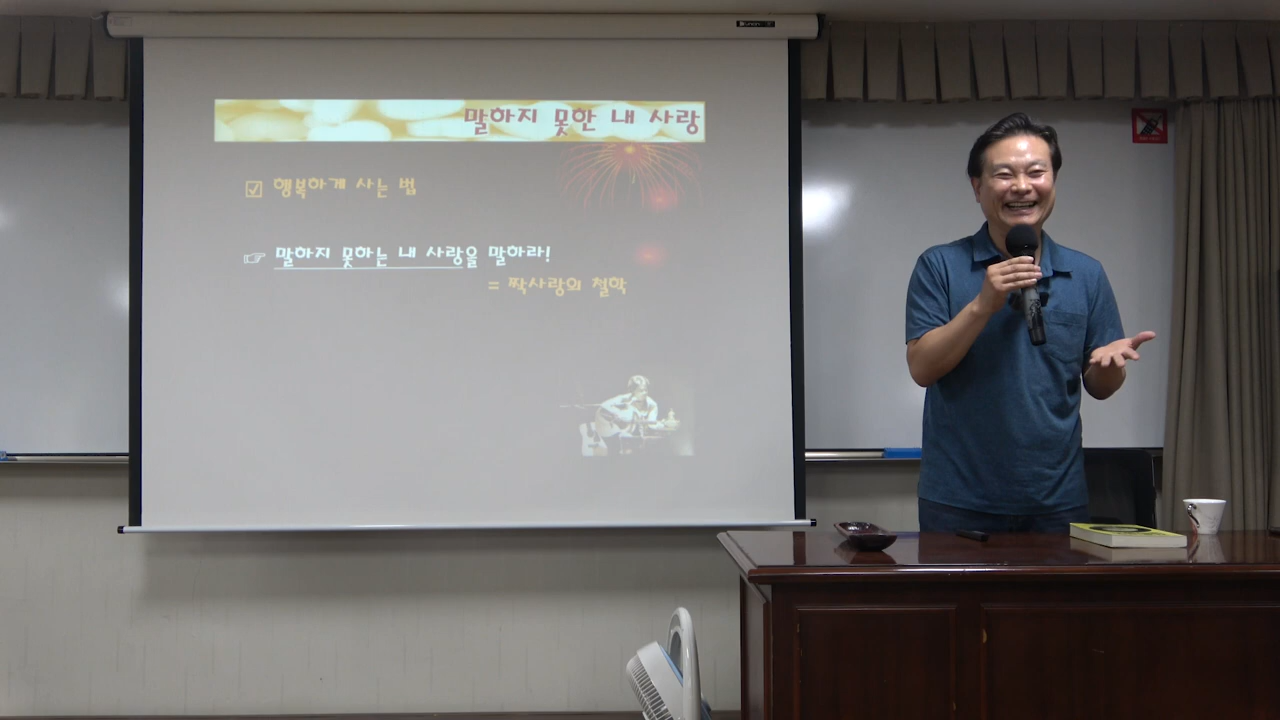 말하지 못한 내 사랑
☑ 행복하게 사는 법
☞ 말하지 못하는 내 사랑을 말하라!
= 짝사랑의 철학